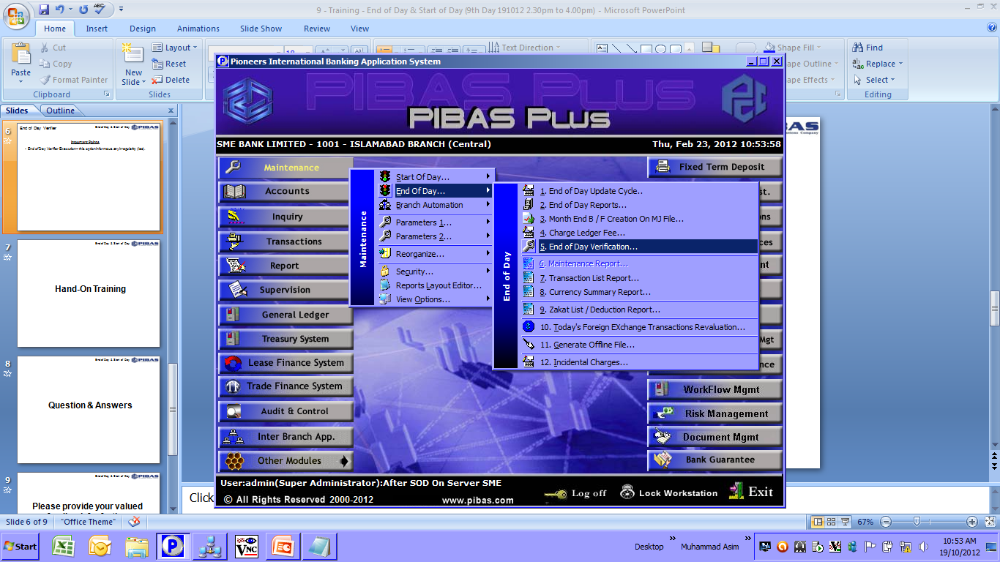 9 - Training - End of Day & Start of Day (9th Day 191012 2.30pm to 4.00pm) - Microsoft PowerPoint
Home Insert Design Animations Slide Show Review View
Cut
Copy
Format Painter
Paste
Clipboard
New Slide
Layout
Reset
Delete
Slides
Text Direction
Shape Fill
Shape Outline
Shape Effects
Find
Replace
Select
Editing
Slides Outline
6
End of Day Verifier
End of Day & Start of Day PIBAS
Important Points
End of Day Verifier Execution – this option informs us any irregularity (ies).
7
End of Day & Start of Day PIBAS
Hand-On Training
8
End of Day & Start of Day PIBAS
Question & Answers
9
End of Day & Start of Day PIBAS
Please provide your valued
Pioneers International Banking Application System
PIBAS PLUS
PIBAS PLUS
SME BANK LIMITED - 1001 - ISLAMABAD BRANCH (Central)
Thu, Feb 23, 2012 10:53:58
Maintenance
Accounts
Inquiry
Transactions
Report
Supervision
General Ledger
Treasury System
Lease Finance System
Trade Finance System
Audit & Control
Inter Branch App.
Other Modules
Maintenance
Start Of Day...
End Of Day...
Branch Automation
Parameters 1...
Parameters 2...
Reorganize...
Security...
Reports Layout Editor...
View Options...
End of Day
1. End of Day Update Cycle..
2. End of Day Reports...
3. Month End B / F Creation On MJ File...
4. Charge Ledger Fee...
5. End of Day Verification...
6. Maintenance Report...
7. Transaction List Report...
8. Currency Summary Report...
9. Zakat List / Deduction Report...
10. Today's Foreign EXchange Transactions Revaluation...
11. Generate Offline File...
12. Incidental Charges...
Fixed Term Deposit
WorkFlow Mgmt
Risk Management
Document Mgmt
Bank Guarantee
User:admin(Super Administrator):After SOD On Server SME
© All Rights Reserved 2000-2012
www.pibas.com
Log off
Lock Workstation
Exit
Click
Slide 6 of 9
"Office Theme"
67%
Start
Desktop
Muhammad Asim
10:53 AM
19/10/2012